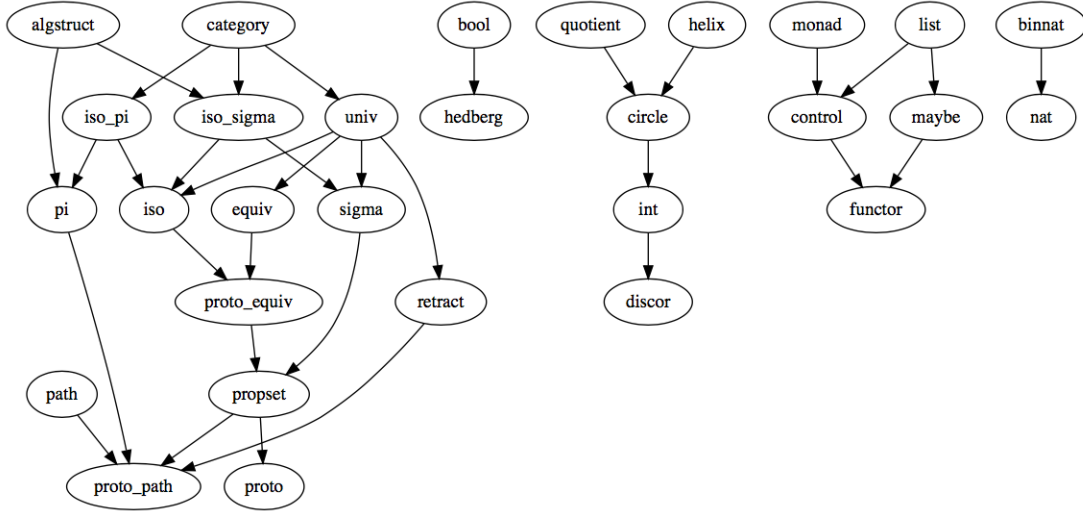 algstruct
category
bool
quotient
helix
monad
list
binnat
iso_pi
iso_sigma
univ
hedberg
circle
control
maybe
nat
pi
iso
equiv
sigma
int
functor
proto_equiv
retract
discor
path
propset
proto_path
proto